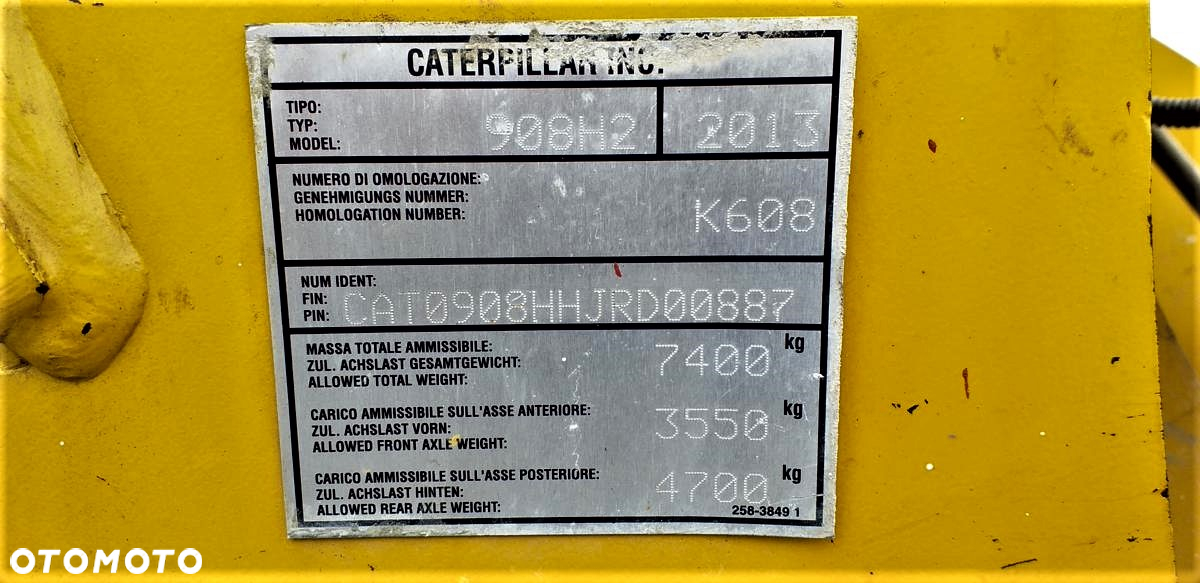 CATERPILLAR INC.
TIPO:
TYP:
MODEL: 908H2 2013
NUMERO DI OMOLOGAZIONE:
GENEHMIGUNGS NUMMER:
HOMOLOGATION NUMBER: K608
NUM IDENT:
FIN:
PIN: CAT0908HHJRD00887
MASSA TOTALE AMMISSIBILE:
ZUL. ACHSLAST GESAMTGEWICHT: 7400 kg
ALLOWED TOTAL WEIGHT:
CARICO AMMISSIBILE SULL'ASSE ANTERIORE:
ZUL. ACHSLAST VORN: 3550 kg
ALLOWED FRONT AXLE WEIGHT:
CARICO AMMISSIBILE SULL'ASSE POSTERIORE:
ZUL. ACHSLAST HINTEN: 4700 kg
ALLOWED REAR AXLE WEIGHT:
258-3849 1
OTOMOTO